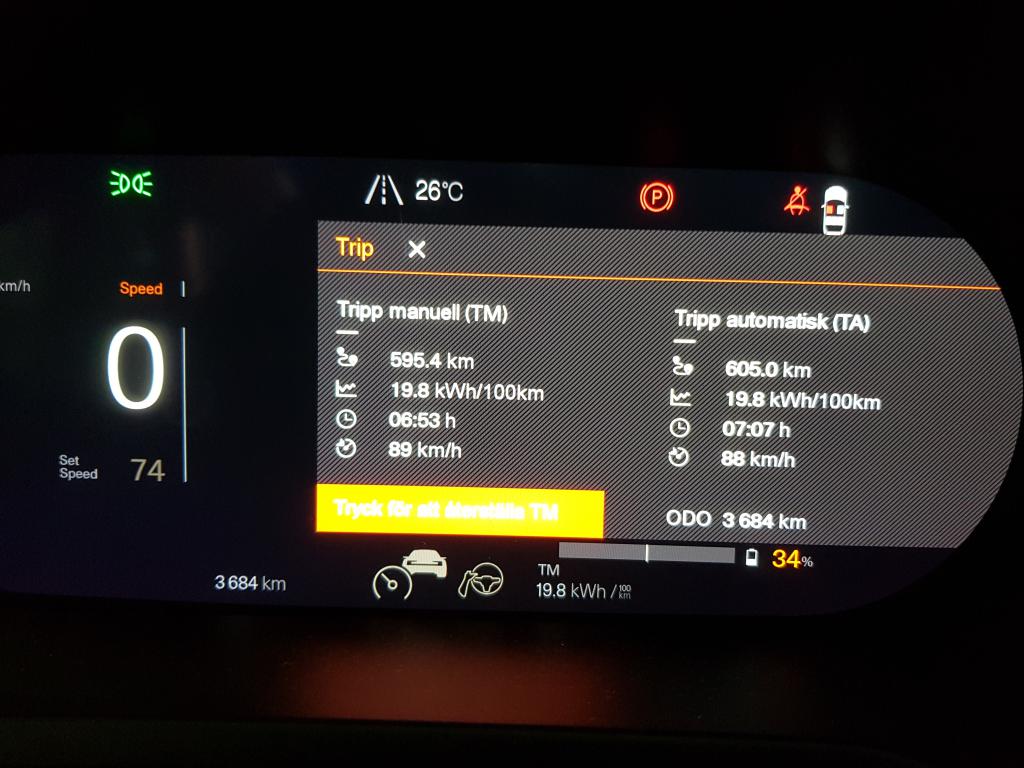 26°C
P
Trip
km/h
Speed
0
Set
Speed
74
Tripp manuell (TM)
595.4 km
19.8 kWh/100km
06:53 h
89 km/h
Tryck för att återställa TM
Tripp automatisk (TA)
605.0 km
19.8 kWh/100km
07:07 h
88 km/h
ODO 3 684 km
3 684 km
TM
19.8 kWh / 100 km
34%